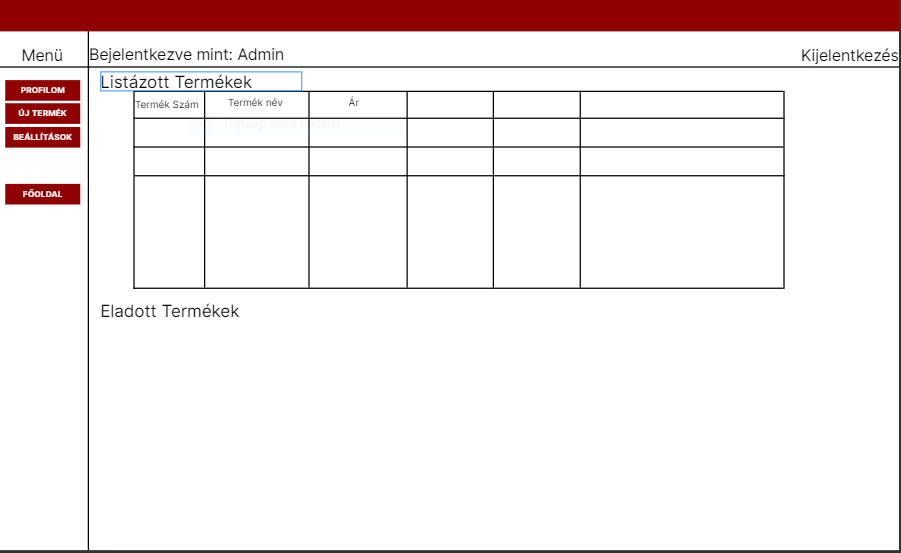 Menü
Bejelentkezve mint: Admin
Kijelentkezés
PROFILOM
ÚJ TERMÉK
BEÁLLÍTÁSOK
FŐOLDAL
Listázott Termékek
Termék Szám
Termék név
Ár
Eladott Termékek